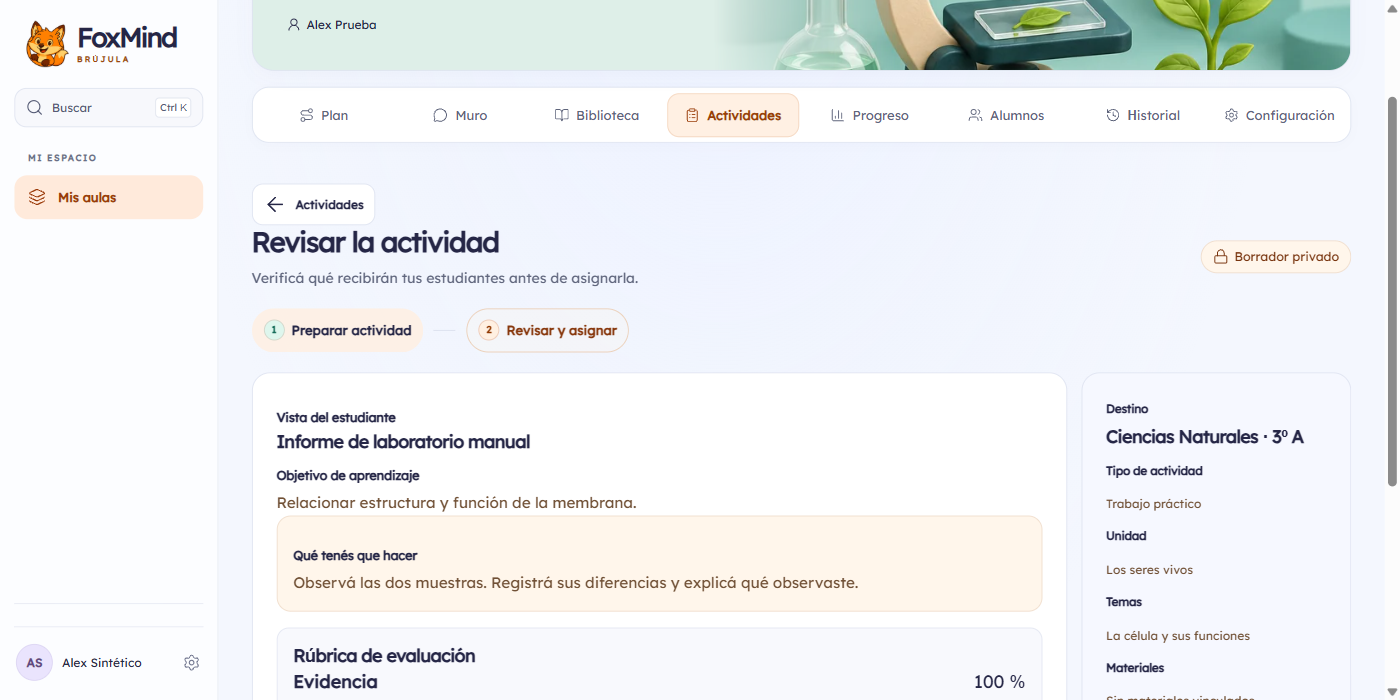 FoxMind
BRÚJULA
Buscar
Ctrl K
MI ESPACIO
Mis aulas
AS
Alex Sintético
Alex Prueba
Plan
Muro
Biblioteca
Actividades
Progreso
Alumnos
Historial
Configuración
Actividades
Revisar la actividad
Verificá qué recibirán tus estudiantes antes de asignarla.
Borrador privado
1 Preparar actividad
2 Revisar y asignar
Vista del estudiante
Informe de laboratorio manual
Objetivo de aprendizaje
Relacionar estructura y función de la membrana.
Qué tenés que hacer
Observá las dos muestras. Registrá sus diferencias y explicá qué observaste.
Rúbrica de evaluación
Evidencia
100 %
Destino
Ciencias Naturales · 3º A
Tipo de actividad
Trabajo práctico
Unidad
Los seres vivos
Temas
La célula y sus funciones
Materiales
Sin materiales vinculados